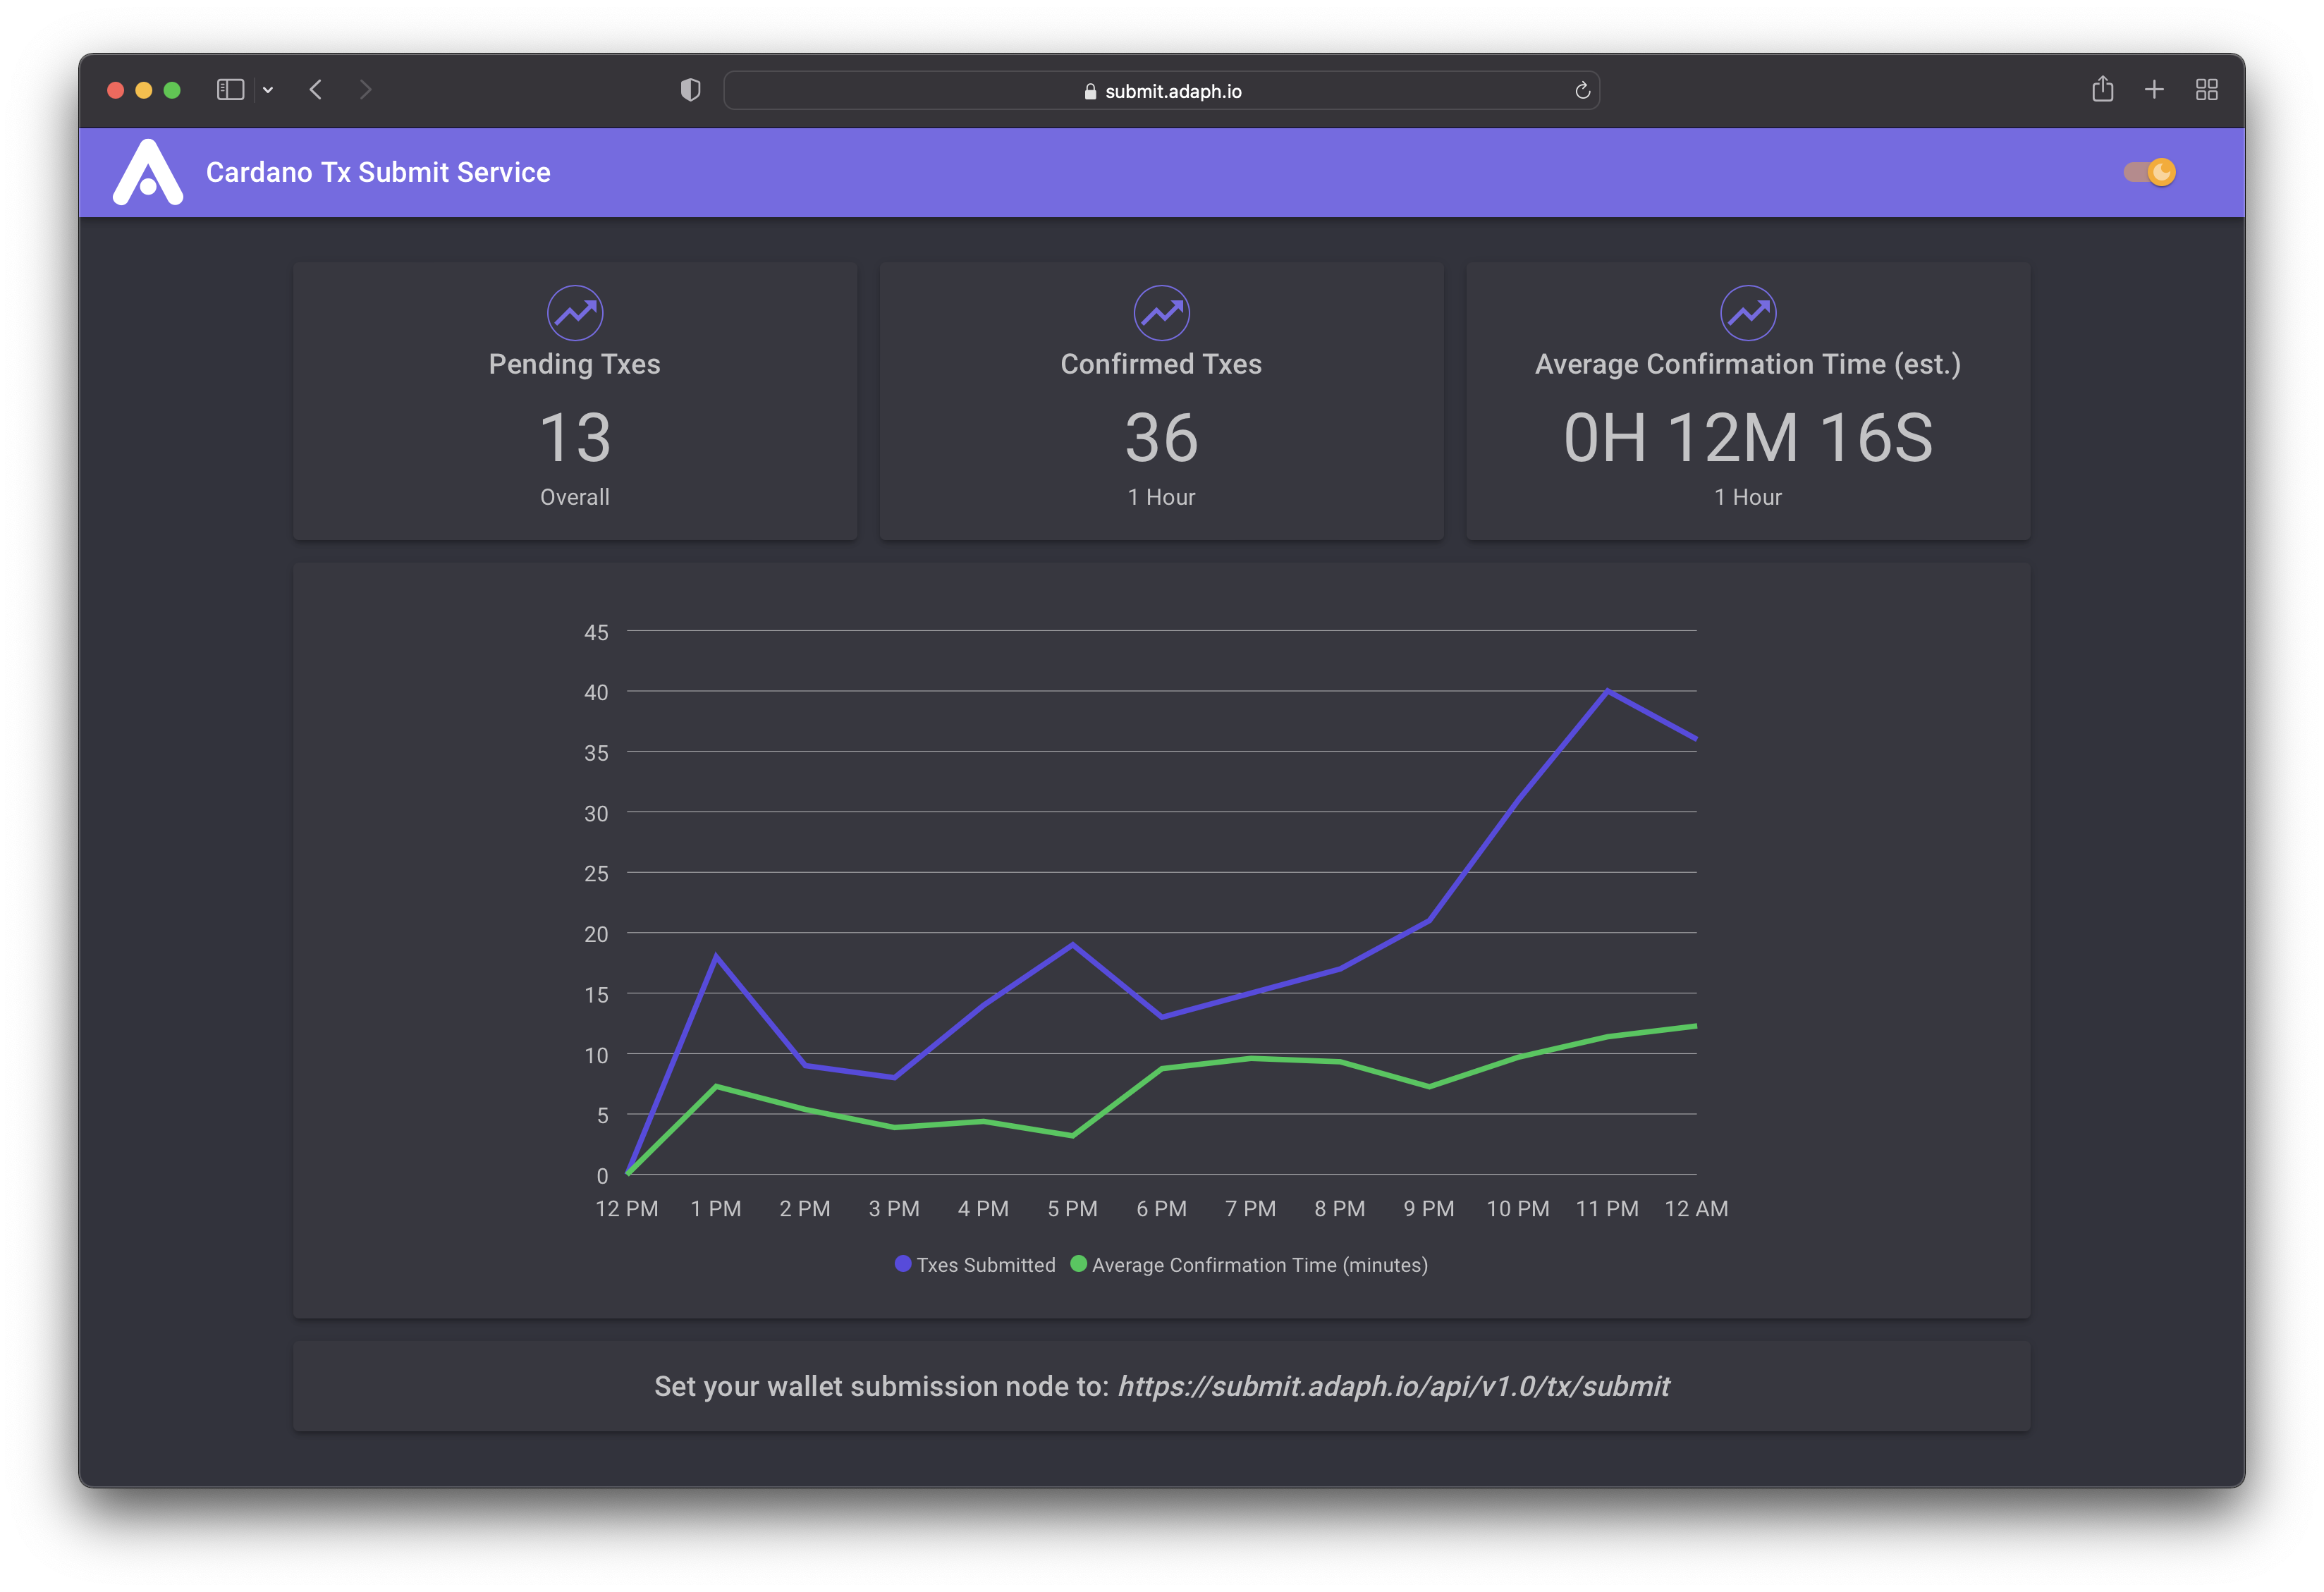 submit.adaph.io
Cardano Tx Submit Service
Pending Txes
13
Overall
Confirmed Txes
36
1 Hour
Average Confirmation Time (est.)
0H 12M 16S
1 Hour
45
40
35
30
25
20
15
10
5
0
12 PM 1 PM 2 PM 3 PM 4 PM 5 PM 6 PM 7 PM 8 PM 9 PM 10 PM 11 PM 12 AM
Txes Submitted Average Confirmation Time (minutes)
Set your wallet submission node to: https://submit.adaph.io/api/v1.0/tx/submit